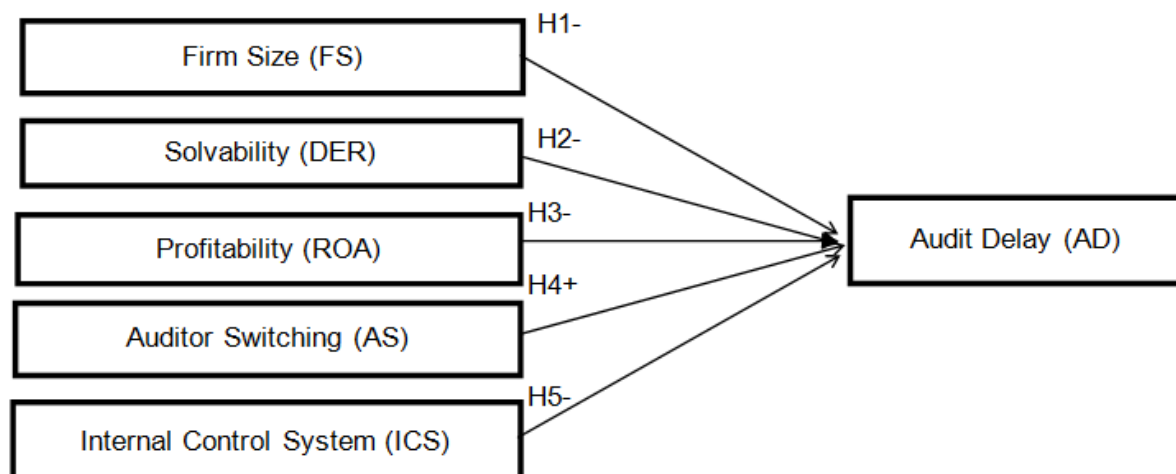 H1-
Firm Size (FS)
H2-
Solvability (DER)
H3-
Profitability (ROA)
Audit Delay (AD)
H4+
Auditor Switching (AS)
H5-
Internal Control System (ICS)